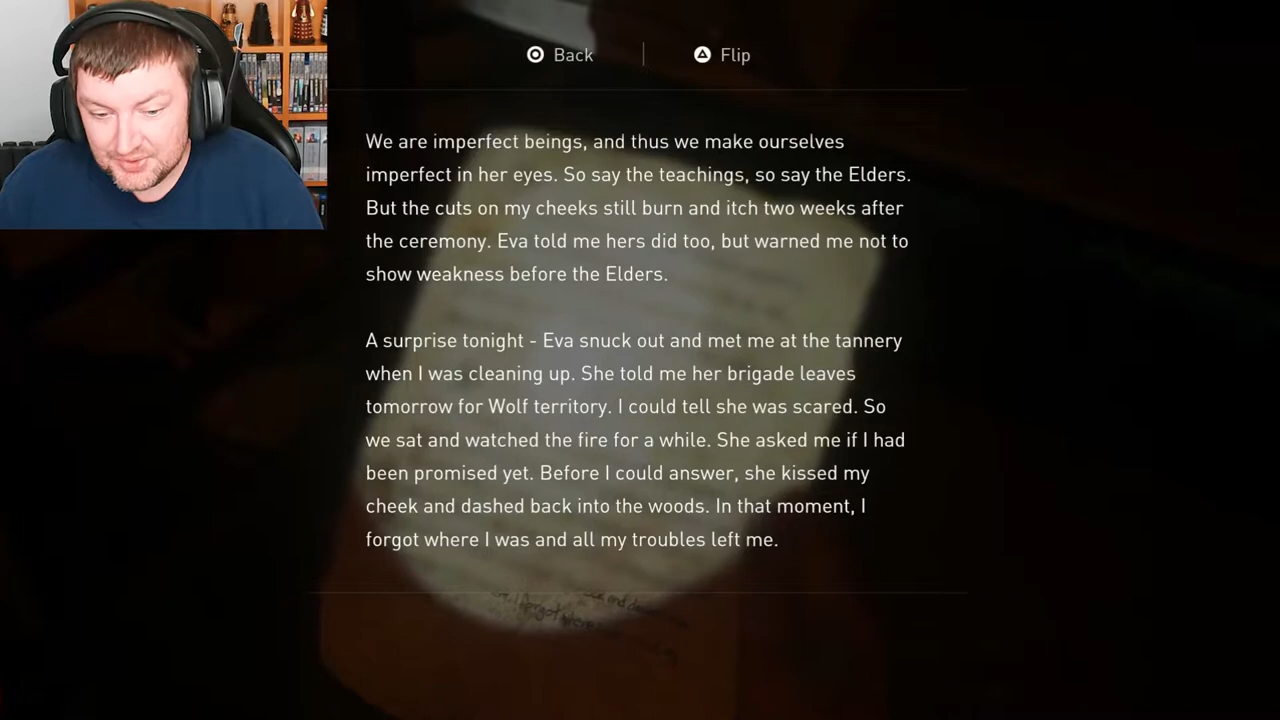 Back
Flip
We are imperfect beings, and thus we make ourselves
imperfect in her eyes. So say the teachings, so say the Elders.
But the cuts on my cheeks still burn and itch two weeks after
the ceremony. Eva told me hers did too, but warned me not to
show weakness before the Elders.
A surprise tonight - Eva snuck out and met me at the tannery
when I was cleaning up. She told me her brigade leaves
tomorrow for Wolf territory. I could tell she was scared. So
we sat and watched the fire for a while. She asked me if I had
been promised yet. Before I could answer, she kissed my
cheek and dashed back into the woods. In that moment, I
forgot where I was and all my troubles left me.